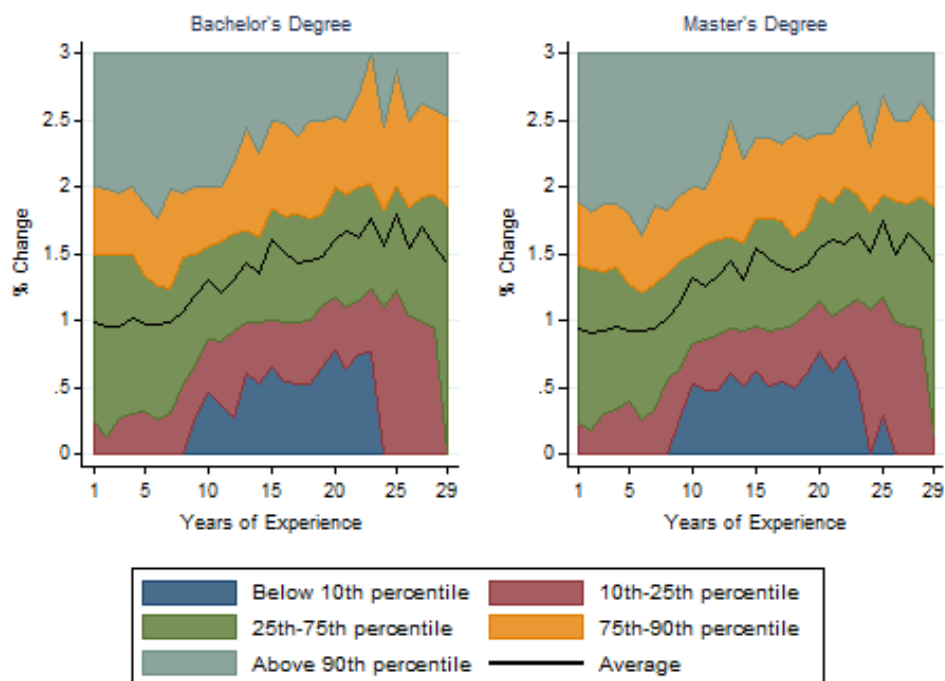 Bachelor's Degree
Master's Degree
% Change
3
2.5
2
1.5
1
.5
0
1 5 10 15 20 25 29
Years of Experience
% Change
3
2.5
2
1.5
1
.5
0
1 5 10 15 20 25 29
Years of Experience
Below 10th percentile
10th-25th percentile
25th-75th percentile
75th-90th percentile
Above 90th percentile
Average